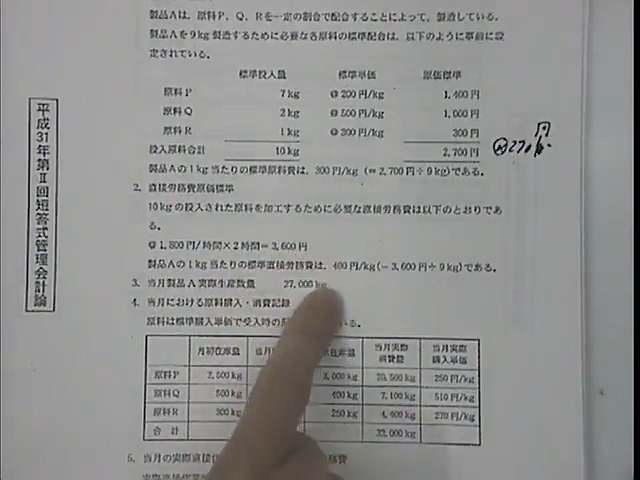 製品Aは、原料P、Q、Rを一定の割合で配合することによって、製造している。
製品Aを9kg製造するために必要な各原料の標準配合は、以下のように事前に設
定されている。
標準投入量 標準単価 原価標準
原料P 7kg @200円/kg 1,400円
原料Q 2kg @500円/kg 1,000円
原料R 1kg @300円/kg 300円
投入原料合計 10kg 2,700円
@270円
製品Aの1kg当たりの標準原料費は、300円/kg(=2,700円÷9kg)である。
2. 直接労務費原価標準
10kgの投入された原料を加工するために必要な直接労務費は以下のとおりであ
る。
@1,800円/時間×2時間=3,600円
製品Aの1kg当たりの標準直接労務費は、400円/kg(=3,600円÷9kg)である。
3. 当月製品A実際生産数量 27,000kg
4. 当月における原料購入・消費記録
原料は標準購入単価で受入時の いる。
月初在庫量 当月 在庫量 当月実際消費量 当月実際購入単価
原料P 2,500kg 3,000kg 20,500kg 250円/kg
原料Q 500kg 400kg 7,100kg 510円/kg
原料R 300kg 250kg 4,400kg 270円/kg
合計 32,000kg
5. 当月の実際直接 費
平成31年第Ⅱ回短答式管理会計論